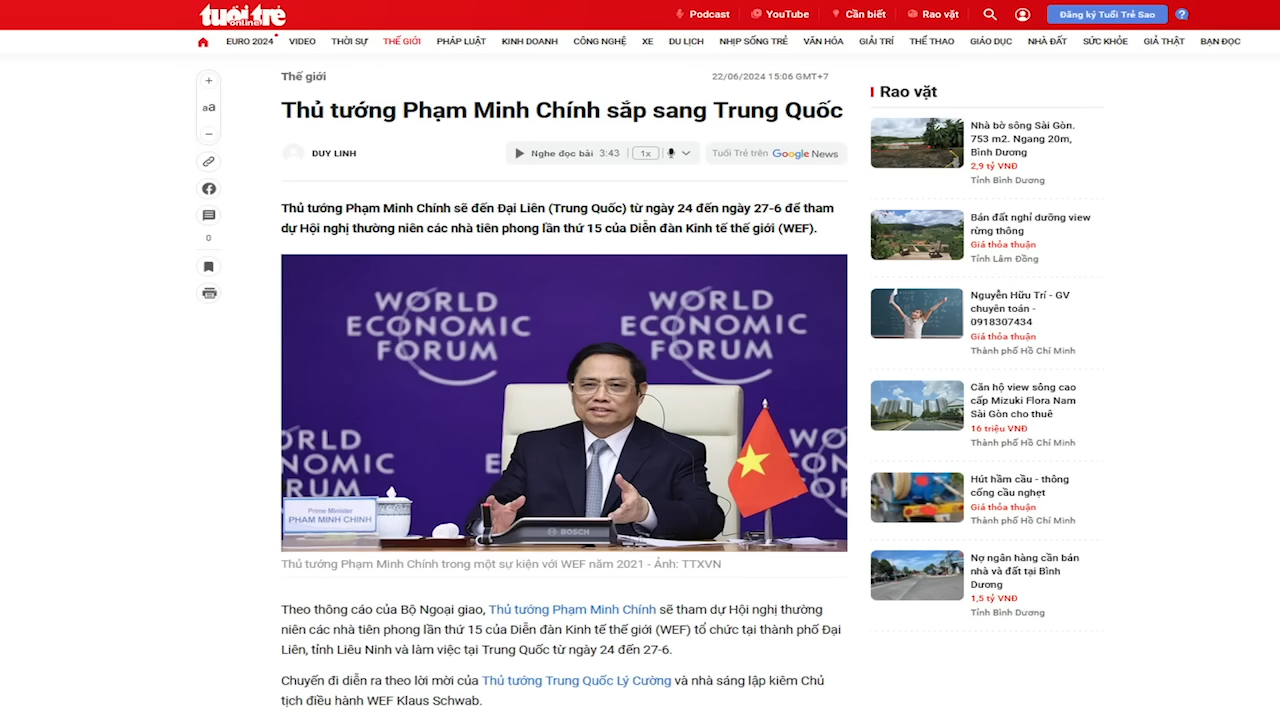 tuổi trẻ online
Podcast YouTube Cần biết Rao vặt Đăng ký Tuổi Trẻ Sao ?
EURO 2024 VIDEO THỜI SỰ THẾ GIỚI PHÁP LUẬT KINH DOANH CÔNG NGHỆ XE DU LỊCH NHỊP SỐNG TRẺ VĂN HÓA GIẢI TRÍ THỂ THAO GIÁO DỤC NHÀ ĐẤT SỨC KHỎE GIẢ THẬT BẠN ĐỌC
+
aa
−
0
Thế giới 22/06/2024 15:06 GMT+7
Thủ tướng Phạm Minh Chính sắp sang Trung Quốc
DUY LINH Nghe đọc bài 3:43 1x Tuổi Trẻ trên Google News
Thủ tướng Phạm Minh Chính sẽ đến Đại Liên (Trung Quốc) từ ngày 24 đến ngày 27-6 để tham
dự Hội nghị thường niên các nhà tiên phong lần thứ 15 của Diễn đàn Kinh tế thế giới (WEF).
WORLD
ECONOMIC
FORUM
WORLD
ECONOMIC
FORUM
ORLD
NOMIC
RUM
E
WO
CON
FOR
Prime Minister
PHAM MINH CHINH
BOSCH
Thủ tướng Phạm Minh Chính trong một sự kiện với WEF năm 2021 - Ảnh: TTXVN
Theo thông cáo của Bộ Ngoại giao, Thủ tướng Phạm Minh Chính sẽ tham dự Hội nghị thường
niên các nhà tiên phong lần thứ 15 của Diễn đàn Kinh tế thế giới (WEF) tổ chức tại thành phố Đại
Liên, tỉnh Liêu Ninh và làm việc tại Trung Quốc từ ngày 24 đến 27-6.
Chuyến đi diễn ra theo lời mời của Thủ tướng Trung Quốc Lý Cường và nhà sáng lập kiêm Chủ
tịch điều hành WEF Klaus Schwab.
Rao vặt
Nhà bờ sông Sài Gòn.
753 m2. Ngang 20m,
Bình Dương
2,9 tỷ VNĐ
Tỉnh Bình Dương
Bán đất nghỉ dưỡng view
rừng thông
Giá thỏa thuận
Tỉnh Lâm Đồng
Nguyễn Hữu Trí - GV
chuyên toán -
0918307434
Giá thỏa thuận
Thành phố Hồ Chí Minh
Căn hộ view sông cao
cấp Mizuki Flora Nam
Sài Gòn cho thuê
16 triệu VNĐ
Thành phố Hồ Chí Minh
Hút hầm cầu - thông
cống cầu nghẹt
Giá thỏa thuận
Thành phố Hồ Chí Minh
Nợ ngân hàng cần bán
nhà và đất tại Bình
Dương
1,5 tỷ VNĐ
Tỉnh Bình Dương